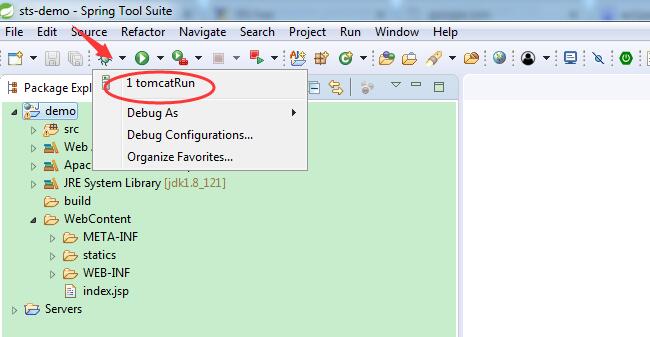 sts-demo - Spring Tool Suite
File Edit Source Refactor Navigate Search Project Run Window Help
Package Expl
1 tomcatRun
Debug As
Debug Configurations...
Organize Favorites...
demo
src
Web
Apac
JRE System Library [jdk1.8_121]
build
WebContent
META-INF
statics
WEB-INF
index.jsp
Servers